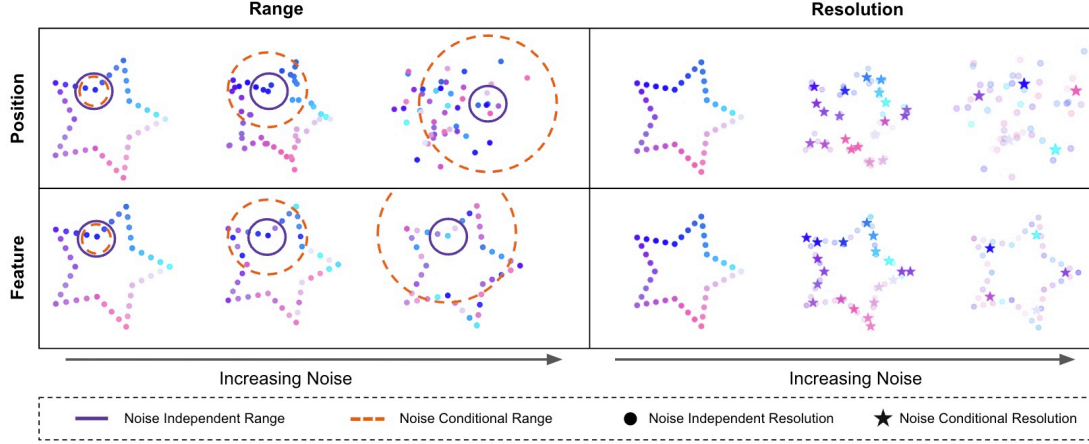 Range
Resolution
Position
Feature
Increasing Noise
Increasing Noise
Noise Independent Range
Noise Conditional Range
Noise Independent Resolution
Noise Conditional Resolution